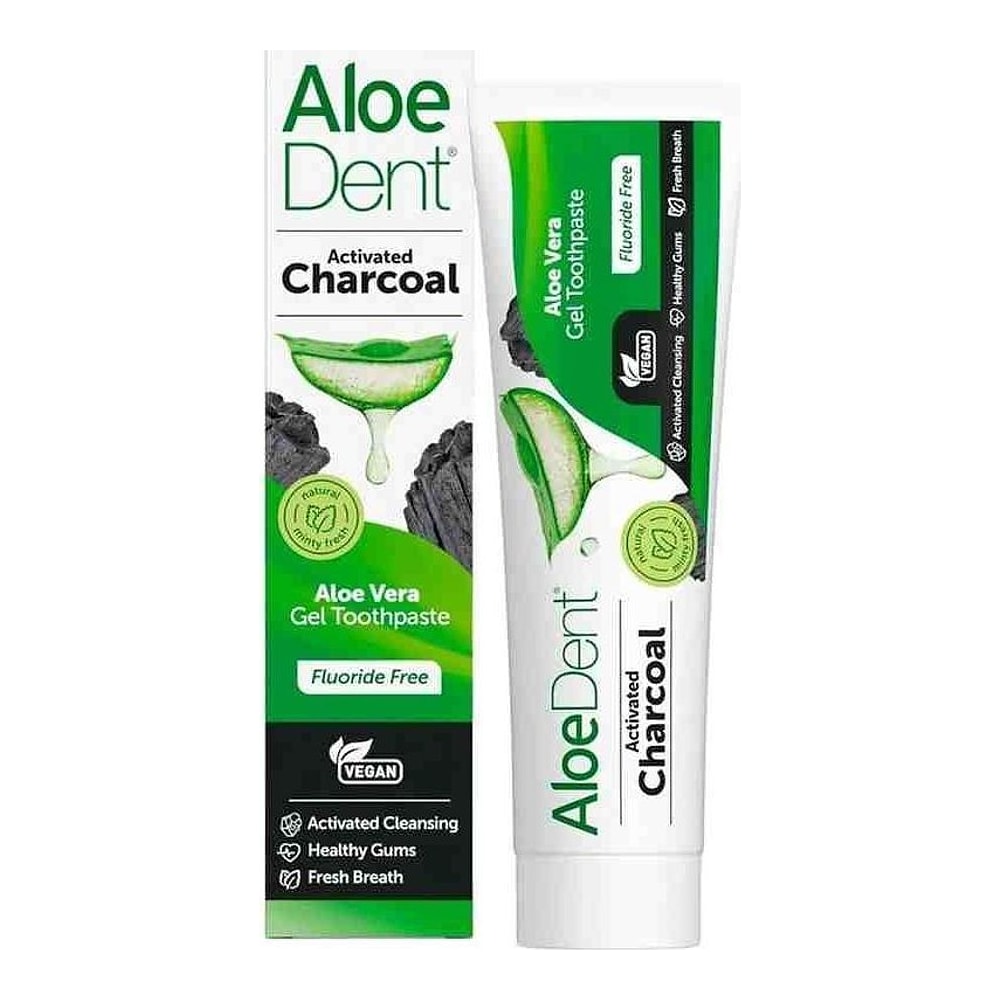 Aloe
Dent®
Activated
Charcoal
natural
minty fresh
Aloe Vera
Gel Toothpaste
Fluoride Free
VEGAN
Activated Cleansing
Healthy Gums
Fresh Breath
Aloe Vera
Gel Toothpaste
Fluoride Free
VEGAN
Activated Cleansing Healthy Gums Fresh Breath
natural
minty fresh
AloeDent®
Activated
Charcoal